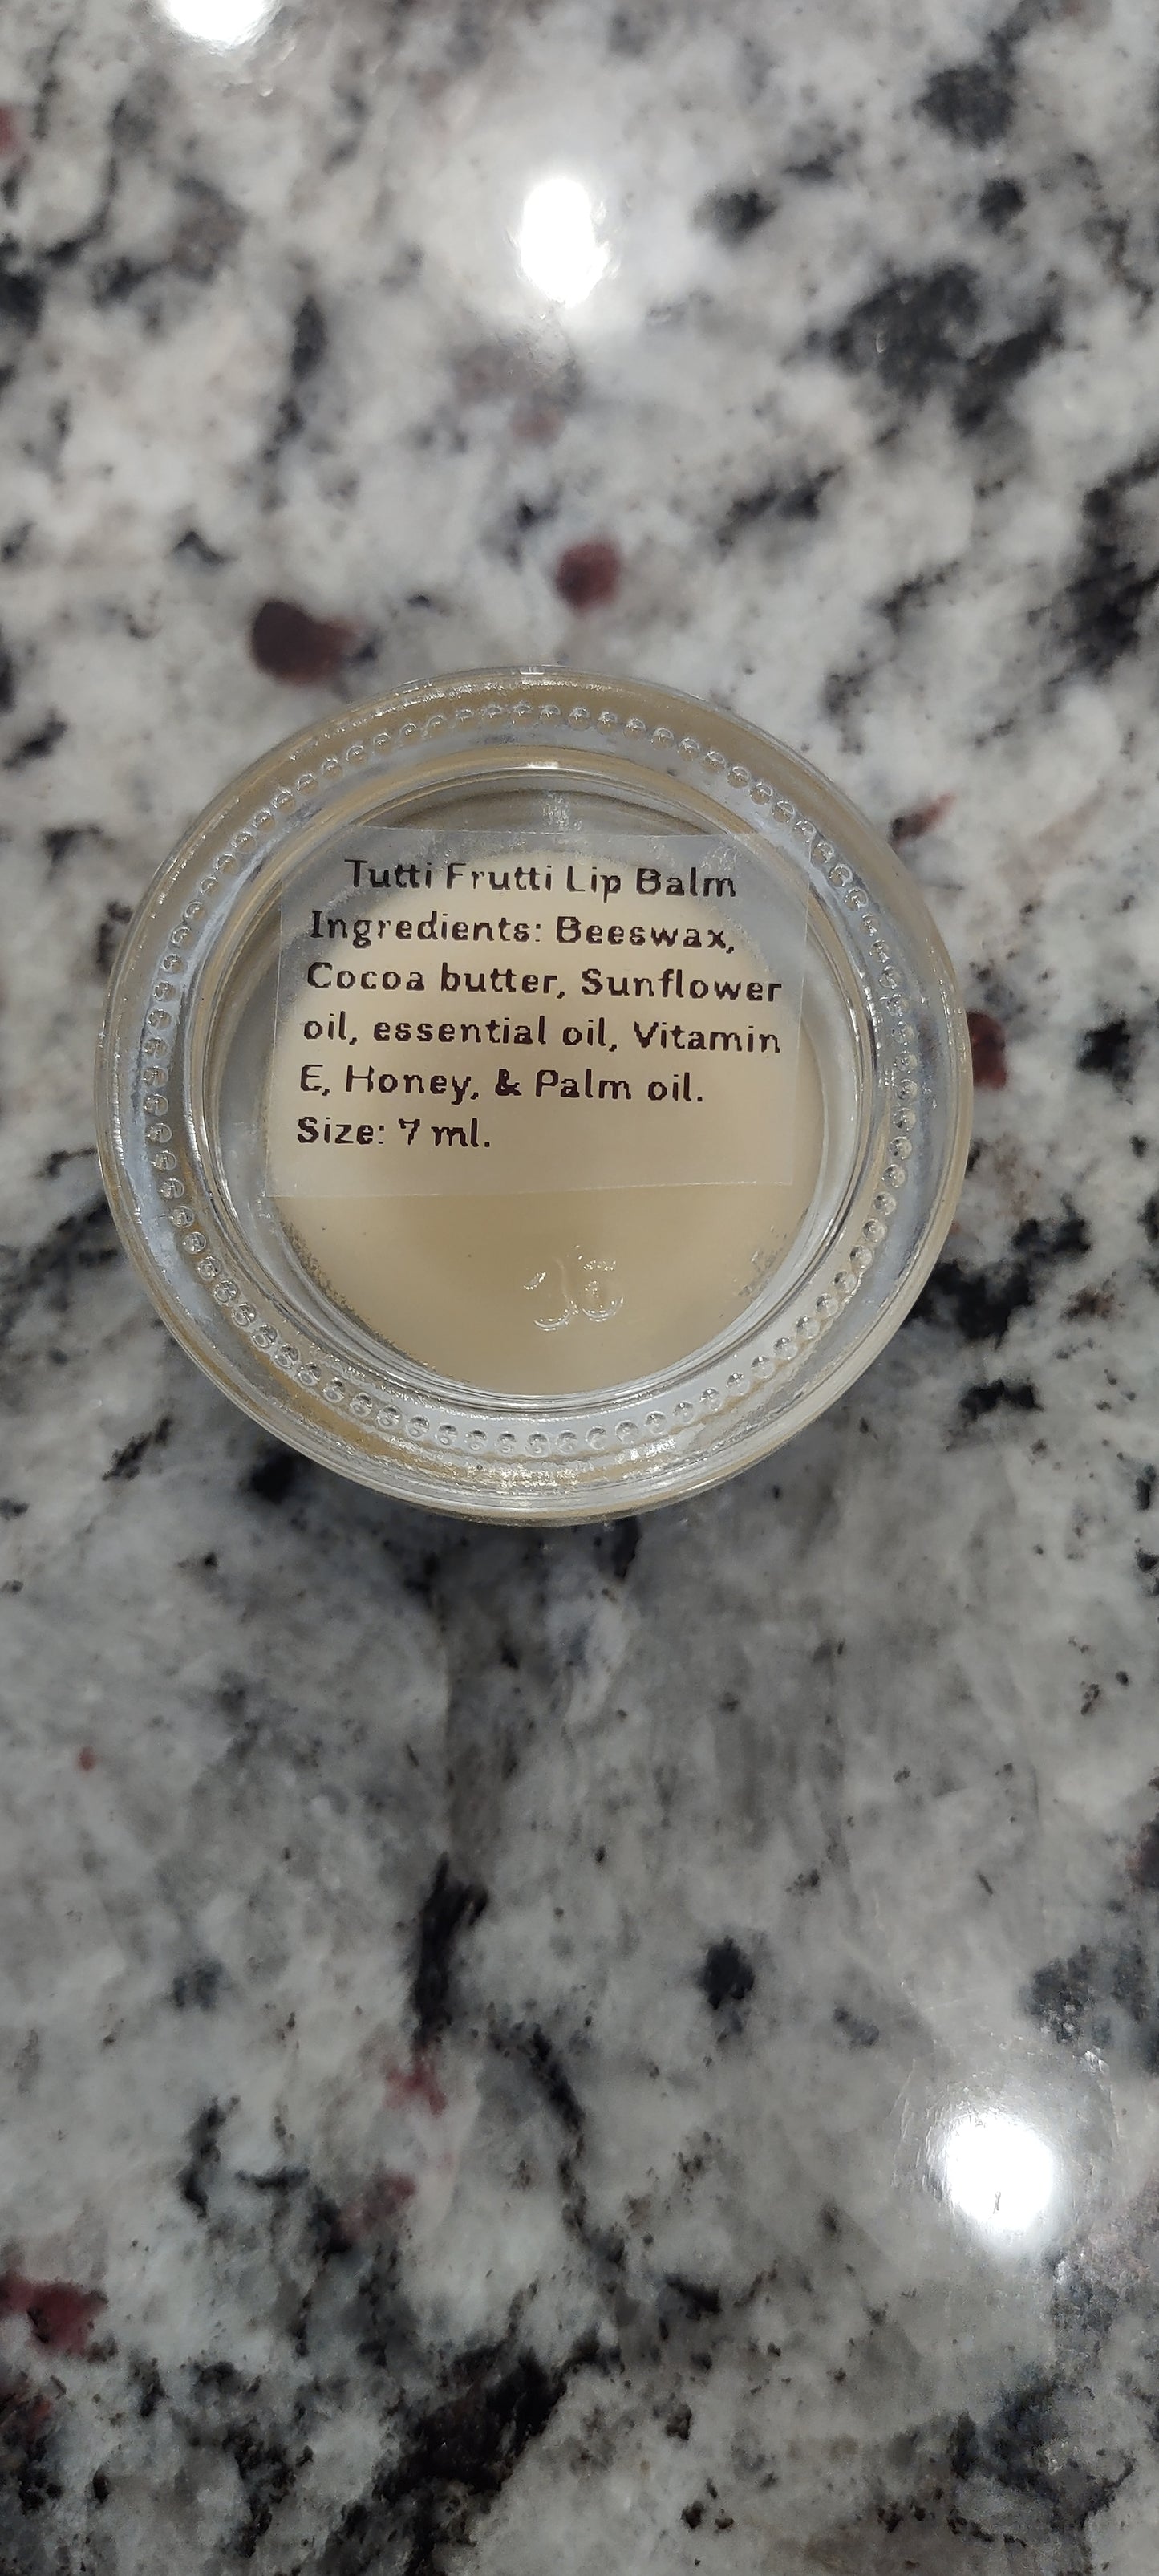 Tutti Frutti Lip Balm
Ingredients: Beeswax,
Cocoa butter, Sunflower
oil, essential oil, Vitamin
E, Honey, & Palm oil.
Size: 7 ml.